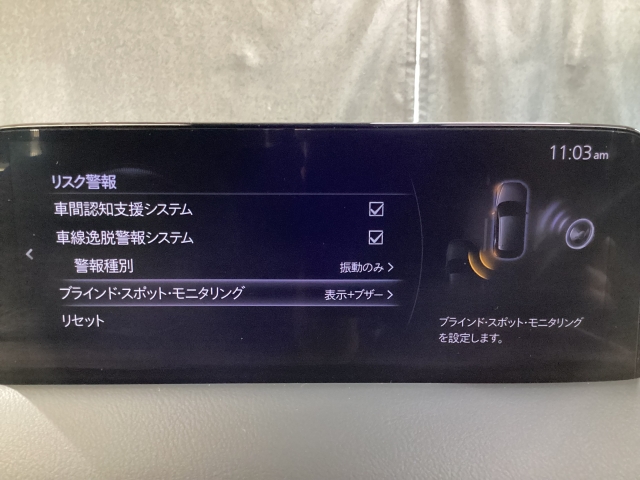 11:03 am
リスク警報
車間認知支援システム
車線逸脱警報システム
警報種別 振動のみ
ブラインド・スポット・モニタリング 表示+ブザー
リセット
ブラインド・スポット・モニタリング
を設定します。